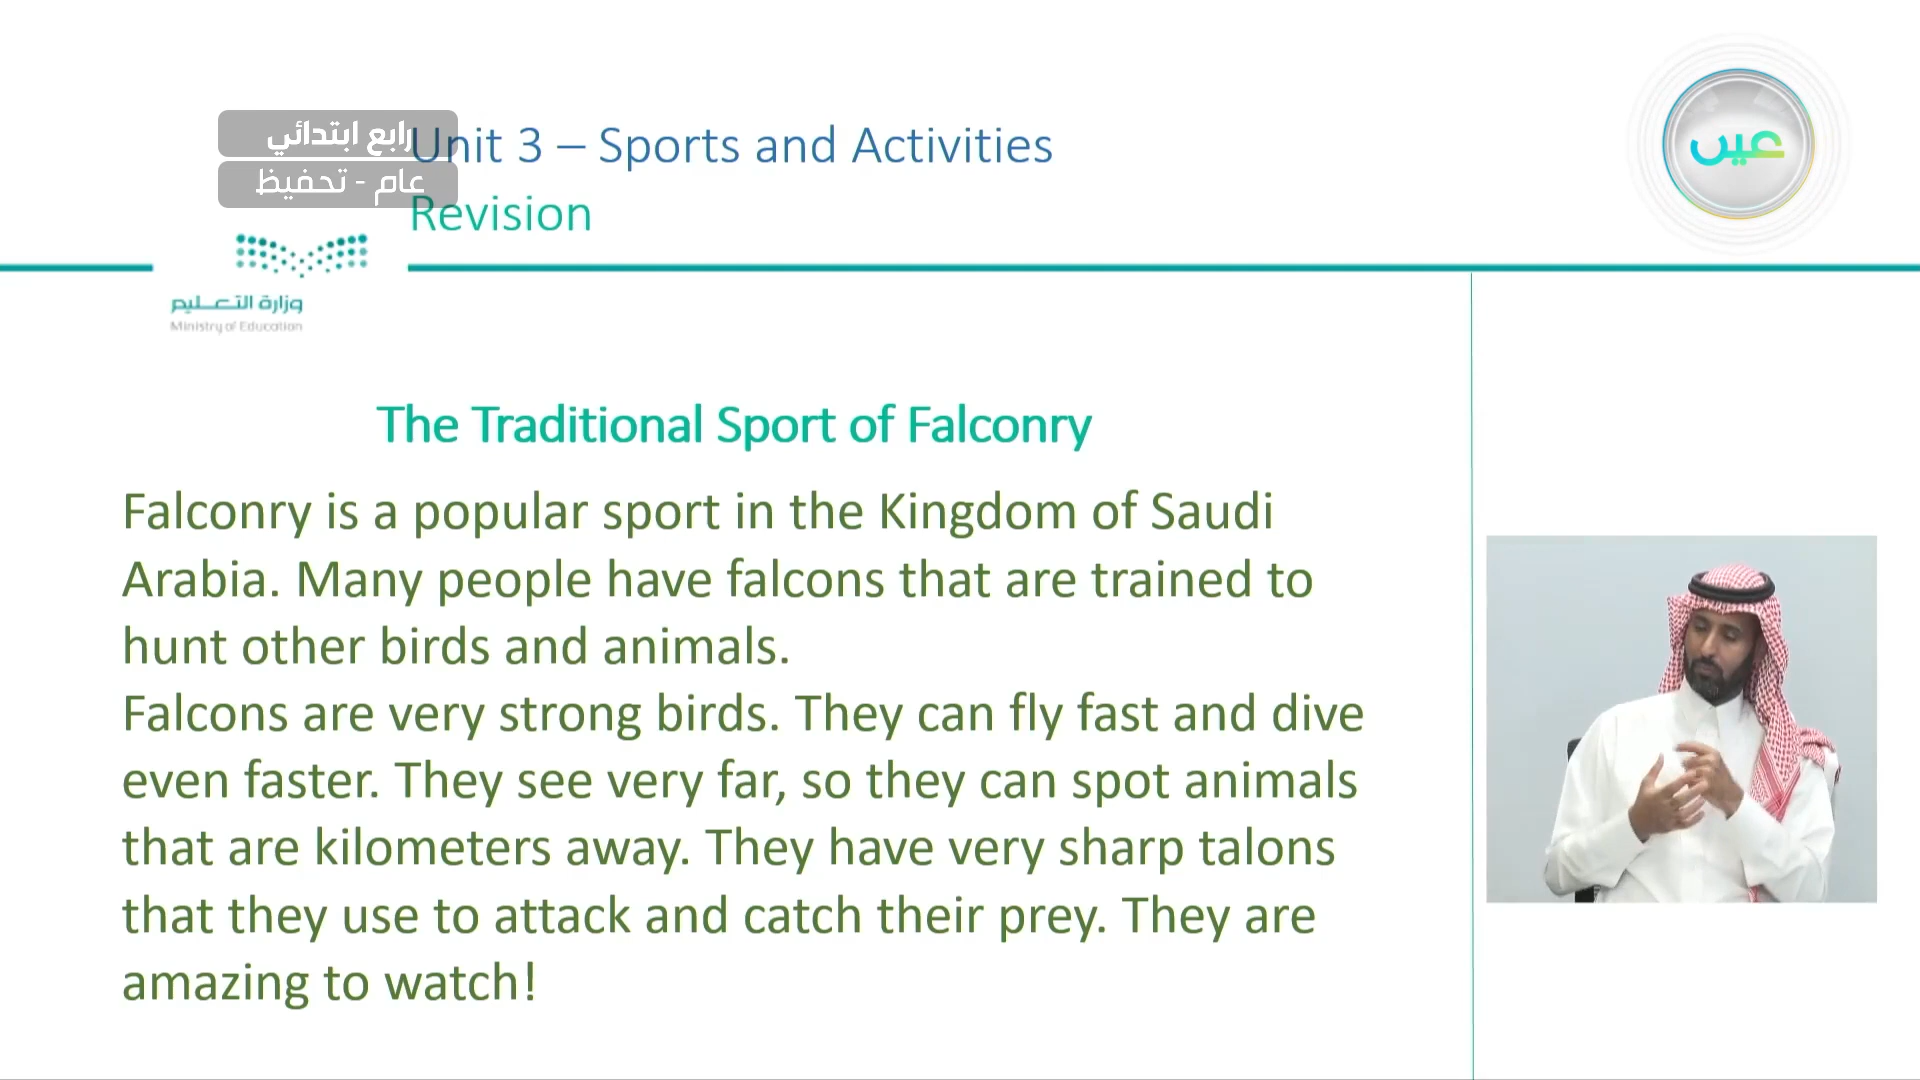 رابع ابتدائي
عام - تحفيظ
Unit 3 – Sports and Activities
Revision
عين
وزارة التعليم
Ministry of Education
The Traditional Sport of Falconry
Falconry is a popular sport in the Kingdom of Saudi
Arabia. Many people have falcons that are trained to
hunt other birds and animals.
Falcons are very strong birds. They can fly fast and dive
even faster. They see very far, so they can spot animals
that are kilometers away. They have very sharp talons
that they use to attack and catch their prey. They are
amazing to watch!